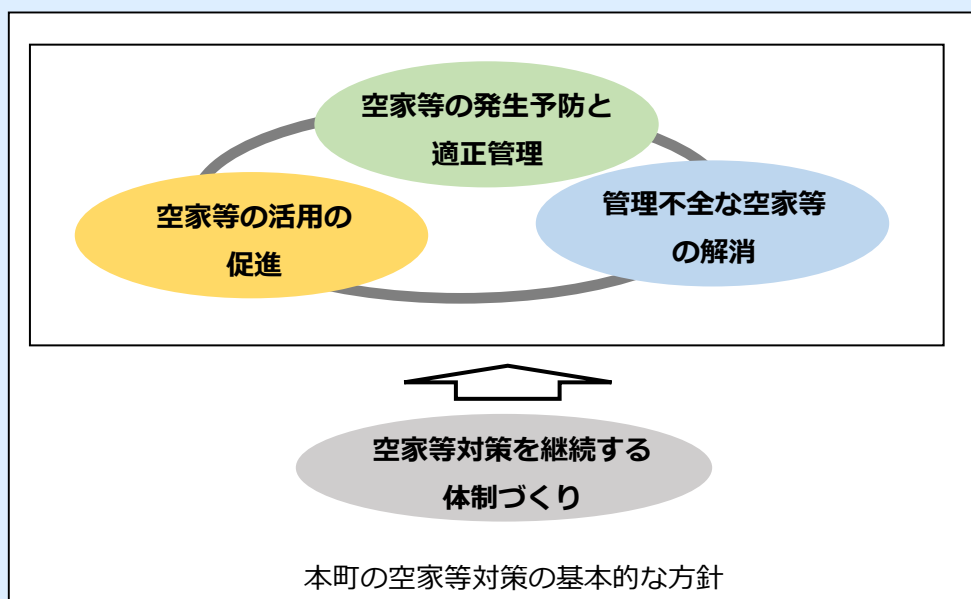 空家等の発生予防と
適正管理
空家等の活用の
促進
管理不全な空家等
の解消
空家等対策を継続する
体制づくり
本町の空家等対策の基本的な方針